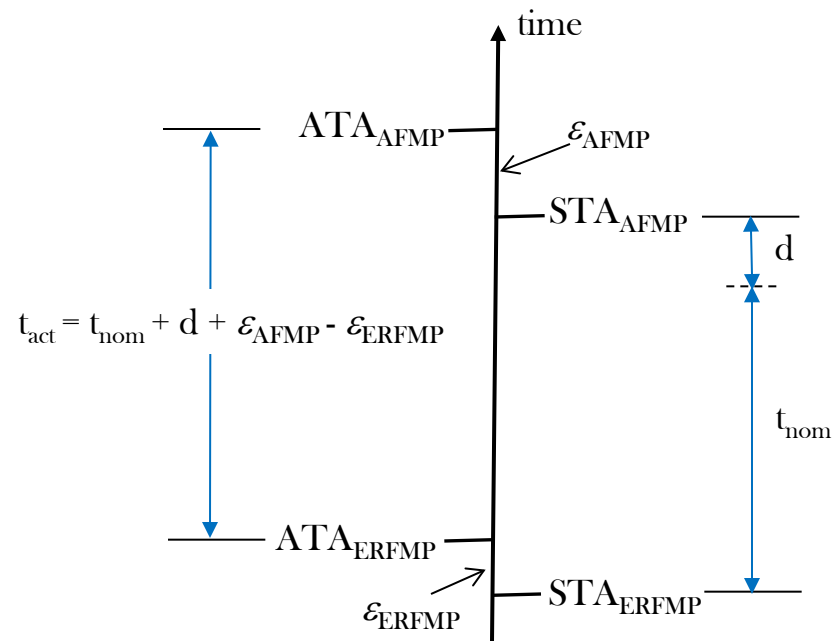 time
ATA_AFMP
ε_AFMP
STA_AFMP
d
t_act = t_nom + d + ε_AFMP - ε_ERFMP
t_nom
ATA_ERFMP
ε_ERFMP
STA_ERFMP